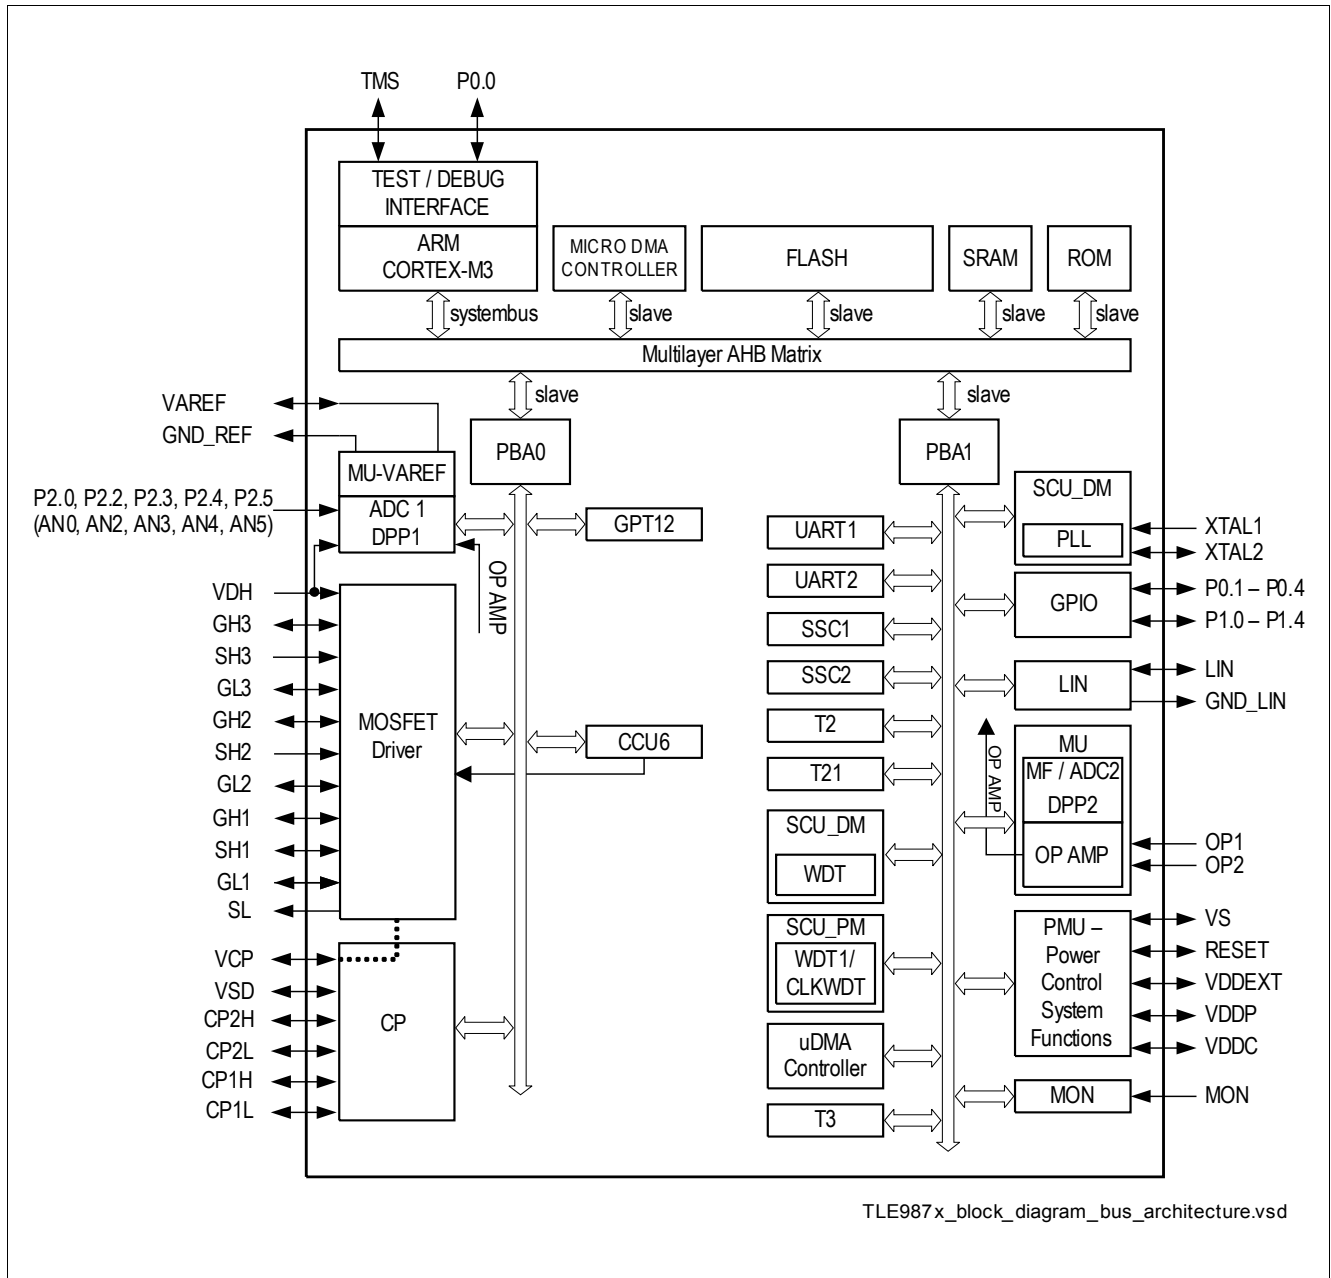 TMS
P0.0
TEST / DEBUG
INTERFACE
ARM
CORTEX-M3
MICRO DMA
CONTROLLER
FLASH
SRAM
ROM
systembus
slave
slave
slave
slave
Multilayer AHB Matrix
slave
slave
VAREF
GND_REF
PBA0
PBA1
MU-VAREF
ADC 1
DPP1
P2.0, P2.2, P2.3, P2.4, P2.5
(AN0, AN2, AN3, AN4, AN5)
GPT12
OP AMP
VDH
GH3
SH3
GL3
GH2
SH2
GL2
GH1
SH1
GL1
SL
MOSFET
Driver
CCU6
VCP
VSD
CP2H
CP2L
CP1H
CP1L
CP
UART1
UART2
SSC1
SSC2
T2
T21
SCU_DM
WDT
SCU_PM
WDT1/
CLKWDT
uDMA
Controller
T3
SCU_DM
PLL
XTAL1
XTAL2
GPIO
P0.1 – P0.4
P1.0 – P1.4
LIN
LIN
GND_LIN
OP AMP
MU
MF / ADC2
DPP2
OP AMP
OP1
OP2
PMU –
Power
Control
System
Functions
VS
RESET
VDDEXT
VDDP
VDDC
MON
MON
TLE987x_block_diagram_bus_architecture.vsd